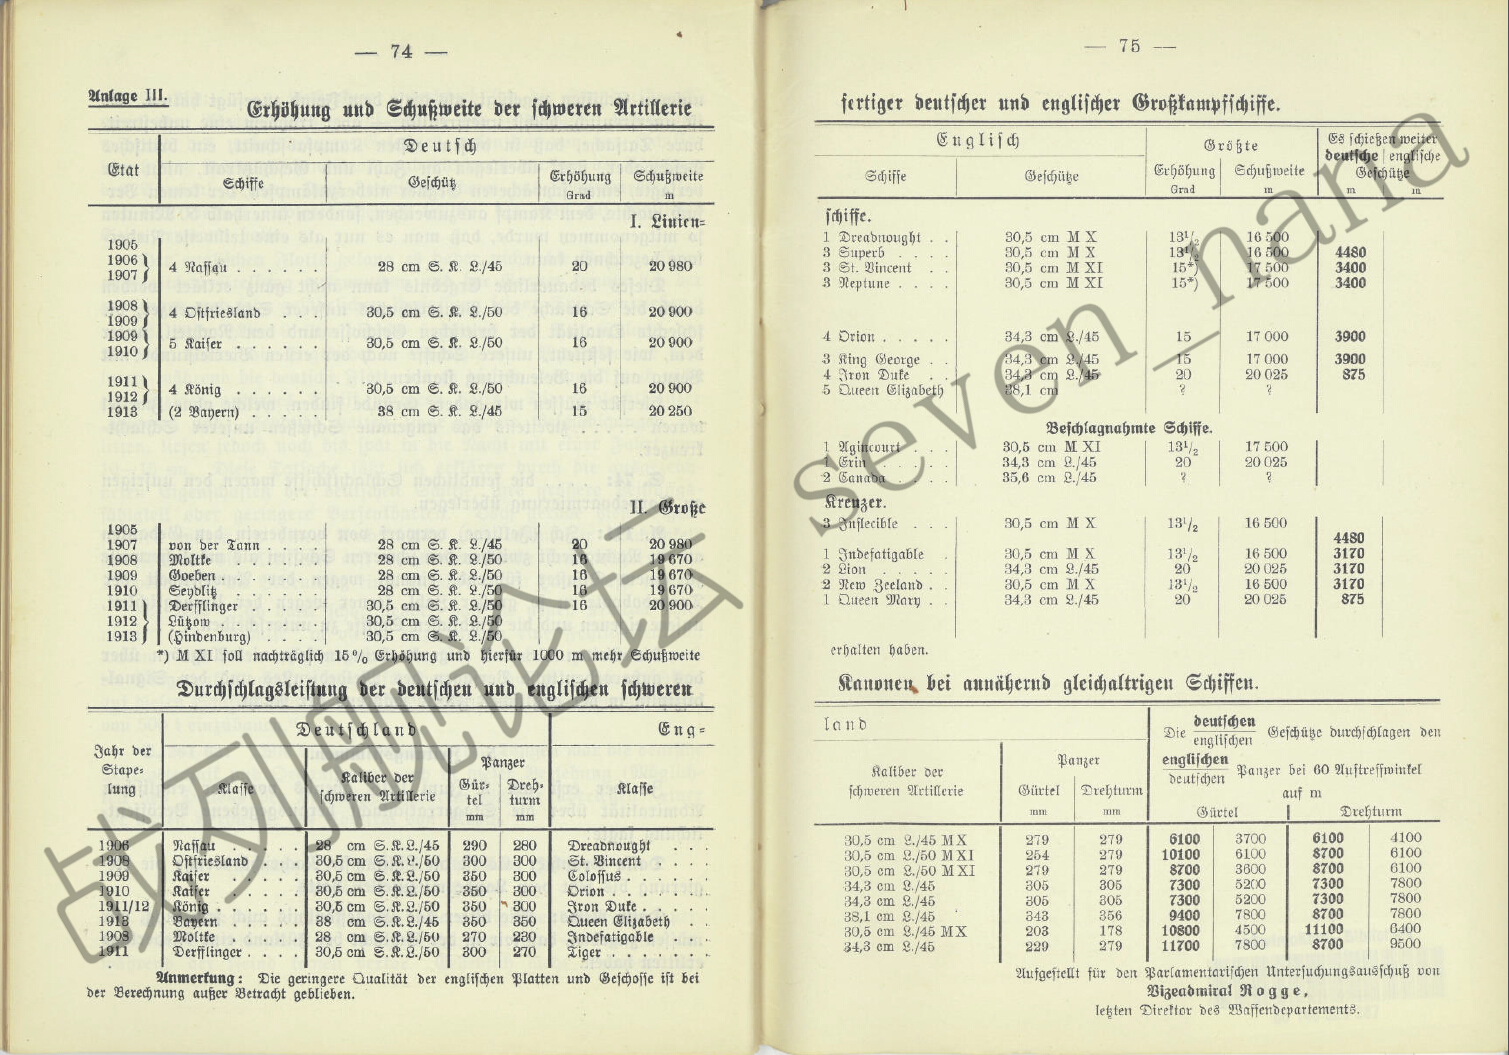 — 74 —
Anlage III.
Erhöhung und Schußweite der schweren Artillerie
Etat
Deutsch
Schiffe Geschütz Erhöhung Grad Schußweite m
I. Linien=
1905
1906
1907 4 Nassau . . . . . . 28 cm S. K. L./45 20 20 980
1908
1909 4 Ostfriesland . . . 30,5 cm S. K. L./50 16 20 900
1909
1910 5 Kaiser . . . . . . 30,5 cm S. K. L./50 16 20 900
1911
1912 4 König . . . . . . 30,5 cm S. K. L./50 16 20 900
1913 (2 Bayern) . . . . . 38 cm S. K. L./45 15 20 250
II. Große
1905
1907 von der Tann . . . . 28 cm S. K. L./45 20 20 980
1908 Moltke . . . . . . 28 cm S. K. L./50 16 19 670
1909 Goeben . . . . . . 28 cm S. K. L./50 16 19 670
1910 Seydlitz . . . . . 28 cm S. K. L./50 16 19 670
1911 Derfflinger . . . . 30,5 cm S. K. L./50 16 20 900
1912 Lützow . . . . . . 30,5 cm S. K. L./50
1913 (Hindenburg) . . . . 30,5 cm S. K. L./50
*) M XI soll nachträglich 15% Erhöhung und hierfür 1000 m mehr Schußweite
Durchschlagsleistung der deutschen und englischen schweren
Jahr der Stape=lung
Deutschland Eng=
Klasse Kaliber der schweren Artillerie Panzer Gür=tel mm Dreh=turm mm Klasse
1906 Nassau . . . . . 28 cm S.K.L./45 290 280 Dreadnought . . .
1908 Ostfriesland . . . . 30,5 cm S.K.L./50 300 300 St. Vincent . . . .
1909 Kaiser . . . . . 30,5 cm S.K.L./50 350 300 Colossus . . . . . .
1910 Kaiser . . . . . 30,5 cm S.K.L./50 350 300 Orion . . . . . . .
1911/12 König . . . . . . 30,5 cm S.K.L./50 350 300 Iron Duke . . . . .
1913 Bayern . . . . . 38 cm S.K.L./45 350 350 Queen Elizabeth . . .
1908 Moltke . . . . . 28 cm S.K.L./50 270 230 Indefatigable . . . .
1911 Derfflinger . . . . 30,5 cm S.K.L./50 300 270 Tiger . . . . . . .
Anmerkung: Die geringere Qualität der englischen Platten und Geschosse ist bei
der Berechnung außer Betracht geblieben.
— 75 —
fertiger deutscher und englischer Großkampfschiffe.
Englisch Größte Es schießen weiter
Schiffe Geschütze Erhöhung Grad Schußweite m deutsche | englische Geschütze m m
schiffe.
1 Dreadnought . . 30,5 cm M X 13 1/2 16 500
3 Superb . . . . 30,5 cm M X 13 1/2 16 500 4480
3 St. Vincent . . 30,5 cm M XI 15*) 17 500 3400
3 Neptune . . . . 30,5 cm M XI 15*) 17 500 3400
4 Orion . . . . . 34,3 cm L./45 15 17 000 3900
3 King George . . 34,3 cm L./45 15 17 000 3900
4 Iron Duke . . 34,3 cm L./45 20 20 025 875
5 Queen Elizabeth 38,1 cm ? ?
Beschlagnahmte Schiffe.
1 Agincourt . . . 30,5 cm M XI 13 1/2 17 500
1 Erin . . . . . 34,3 cm L./45 20 20 025
2 Canada . . . . 35,6 cm L./45 ? ?
Kreuzer.
3 Inflecible . . . 30,5 cm M X 13 1/2 16 500
4480
1 Indefatigable . 30,5 cm M X 13 1/2 16 500 3170
2 Lion . . . . . 34,3 cm L./45 20 20 025 3170
2 New Zeeland . . 30,5 cm M X 13 1/2 16 500 3170
1 Queen Mary . . 34,3 cm L./45 20 20 025 875
erhalten haben.
Kanonen bei annähernd gleichaltrigen Schiffen.
land
Kaliber der schweren Artillerie Panzer Gürtel mm Drehturm mm
Die deutschen/englischen Geschütze durchschlagen den
englischen/deutschen Panzer bei 60 Auftreffwinkel
auf m
Gürtel | Drehturm
30,5 cm L./45 M X 279 279 6100 3700 6100 4100
30,5 cm L./50 M XI 254 279 10100 6100 8700 6100
30,5 cm L./50 M XI 279 279 8700 3600 8700 6100
34,3 cm L./45 305 305 7300 5200 7300 7800
34,3 cm L./45 305 305 7300 5200 7300 7800
38,1 cm L./45 343 356 9400 7800 8700 7800
30,5 cm L./45 M X 203 178 10800 4500 11100 6400
34,3 cm L./45 229 279 11700 7800 8700 9500
Aufgestellt für den Parlamentarischen Untersuchungsausschuß von
Vizeadmiral Rogge,
letzten Direktor des Waffendepartements.
战列舰论坛 seven_nana